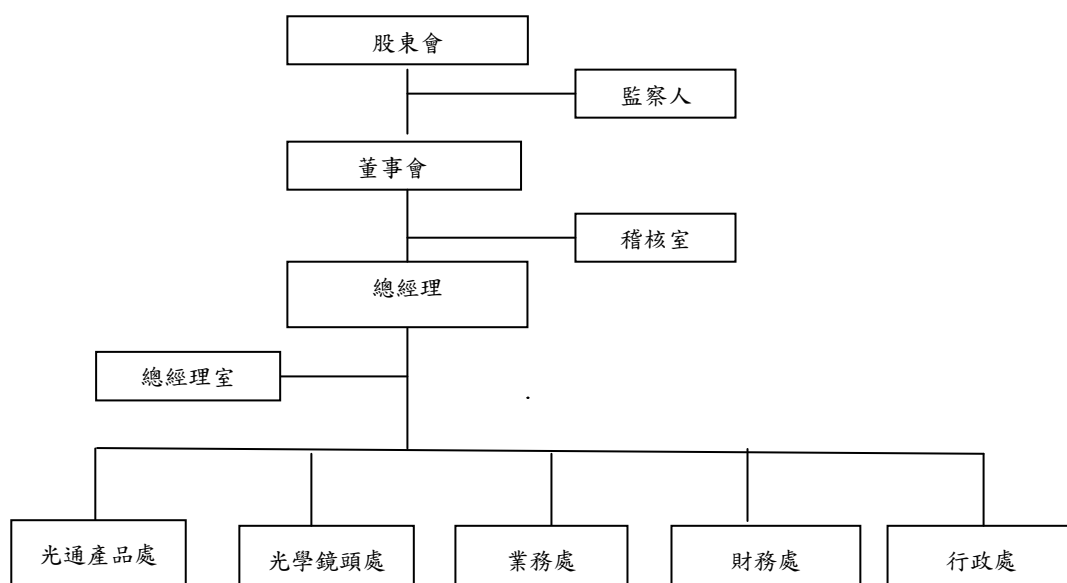 股東會
監察人
董事會
稽核室
總經理
總經理室
光通產品處
光學鏡頭處
業務處
財務處
行政處